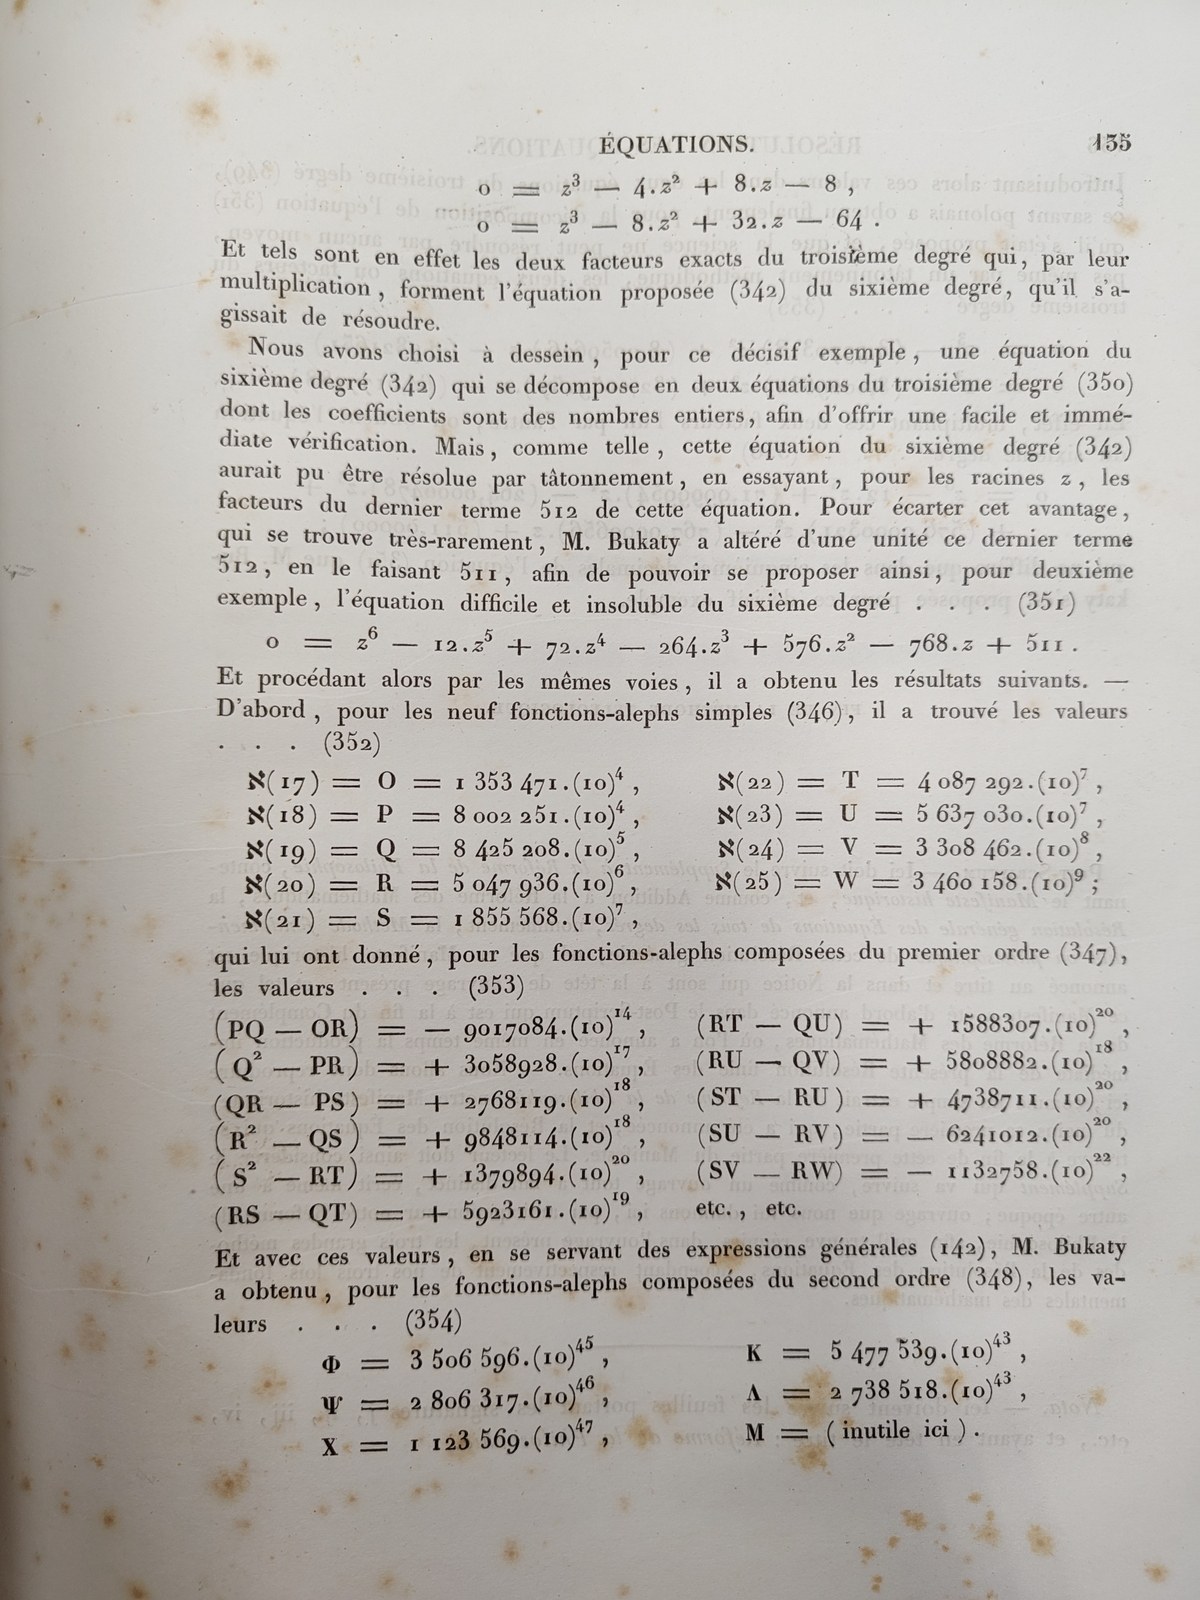 ÉQUATIONS. 135
0 = z³ — 4.z² + 8.z — 8 ,
0 = z³ — 8.z² + 32.z — 64 .
Et tels sont en effet les deux facteurs exacts du troisième degré qui, par leur
multiplication, forment l'équation proposée (342) du sixième degré, qu'il s'a-
gissait de résoudre.
Nous avons choisi à dessein, pour ce décisif exemple, une équation du
sixième degré (342) qui se décompose en deux équations du troisième degré (350)
dont les coefficients sont des nombres entiers, afin d'offrir une facile et immé-
diate vérification. Mais, comme telle, cette équation du sixième degré (342)
aurait pu être résolue par tâtonnement, en essayant, pour les racines z, les
facteurs du dernier terme 512 de cette équation. Pour écarter cet avantage,
qui se trouve très-rarement, M. Bukaty a altéré d'une unité ce dernier terme
512, en le faisant 511, afin de pouvoir se proposer ainsi, pour deuxième
exemple, l'équation difficile et insoluble du sixième degré . . . (351)
0 = z⁶ — 12.z⁵ + 72.z⁴ — 264.z³ + 576.z² — 768.z + 511 .
Et procédant alors par les mêmes voies, il a obtenu les résultats suivants. —
D'abord, pour les neuf fonctions-alephs simples (346), il a trouvé les valeurs
. . . (352)
ℵ(17) = O = 1 353 471.(10)⁴ , ℵ(22) = T = 4 087 292.(10)⁷ ,
ℵ(18) = P = 8 002 251.(10)⁴ , ℵ(23) = U = 5 637 030.(10)⁷ ,
ℵ(19) = Q = 8 425 208.(10)⁵ , ℵ(24) = V = 3 308 462.(10)⁸ ,
ℵ(20) = R = 5 047 936.(10)⁶ , ℵ(25) = W = 3 460 158.(10)⁹ ;
ℵ(21) = S = 1 855 568.(10)⁷ ,
qui lui ont donné, pour les fonctions-alephs composées du premier ordre (347),
les valeurs . . . (353)
(PQ — OR) = — 9017084.(10)¹⁴ , (RT — QU) = + 1588307.(10)²⁰ ,
(Q² — PR) = + 3058928.(10)¹⁷ , (RU — QV) = + 5808882.(10)¹⁸ ,
(QR — PS) = + 2768119.(10)¹⁸ , (ST — RU) = + 4738711.(10)²⁰ ,
(R² — QS) = + 9848114.(10)¹⁸ , (SU — RV) = — 6241012.(10)²⁰ ,
(S² — RT) = + 1379894.(10)²⁰ , (SV — RW) = — 1132758.(10)²² ,
(RS — QT) = + 5923161.(10)¹⁹ , etc., etc.
Et avec ces valeurs, en se servant des expressions générales (142), M. Bukaty
a obtenu, pour les fonctions-alephs composées du second ordre (348), les va-
leurs . . . (354)
Φ = 3 506 596.(10)⁴⁵ , K = 5 477 539.(10)⁴³ ,
Ψ = 2 806 317.(10)⁴⁶ , Λ = 2 738 518.(10)⁴³ ,
X = 1 123 569.(10)⁴⁷ , M = ( inutile ici ) .